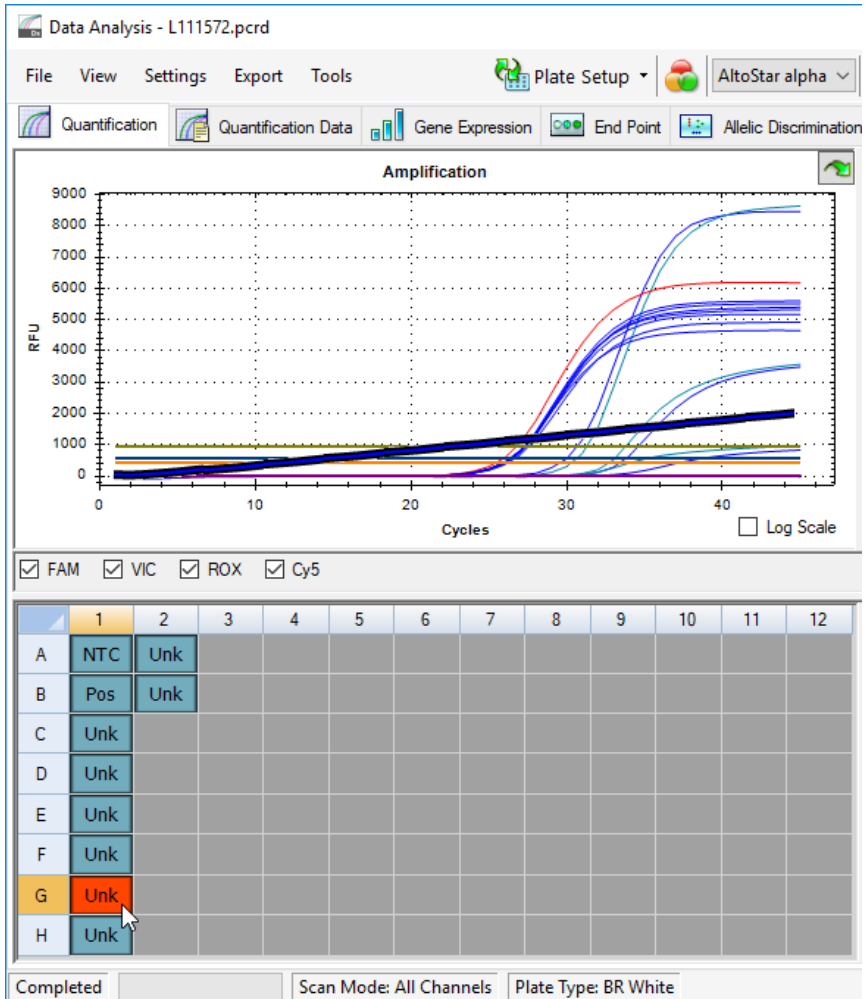 Data Analysis - L111572.pcrd
File View Settings Export Tools Plate Setup AltoStar alpha
Quantification Quantification Data Gene Expression End Point Allelic Discrimination
Amplification
9000
8000
7000
6000
5000
4000
3000
2000
1000
0
RFU
0 10 20 30 40
Cycles
Log Scale
FAM VIC ROX Cy5
1 2 3 4 5 6 7 8 9 10 11 12
A NTC Unk
B Pos Unk
C Unk
D Unk
E Unk
F Unk
G Unk
H Unk
Completed Scan Mode: All Channels Plate Type: BR White